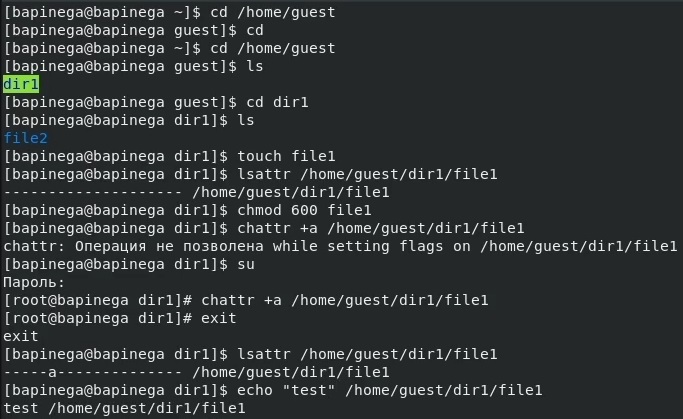 [bapinega@bapinega ~]$ cd /home/guest
[bapinega@bapinega guest]$ cd
[bapinega@bapinega ~]$ cd /home/guest
[bapinega@bapinega guest]$ ls
dir1
[bapinega@bapinega guest]$ cd dir1
[bapinega@bapinega dir1]$ ls
file2
[bapinega@bapinega dir1]$ touch file1
[bapinega@bapinega dir1]$ lsattr /home/guest/dir1/file1
-------------------- /home/guest/dir1/file1
[bapinega@bapinega dir1]$ chmod 600 file1
[bapinega@bapinega dir1]$ chattr +a /home/guest/dir1/file1
chattr: Операция не позволена while setting flags on /home/guest/dir1/file1
[bapinega@bapinega dir1]$ su
Пароль:
[root@bapinega dir1]# chattr +a /home/guest/dir1/file1
[root@bapinega dir1]# exit
exit
[bapinega@bapinega dir1]$ lsattr /home/guest/dir1/file1
-----a-------------- /home/guest/dir1/file1
[bapinega@bapinega dir1]$ echo "test" /home/guest/dir1/file1
test /home/guest/dir1/file1